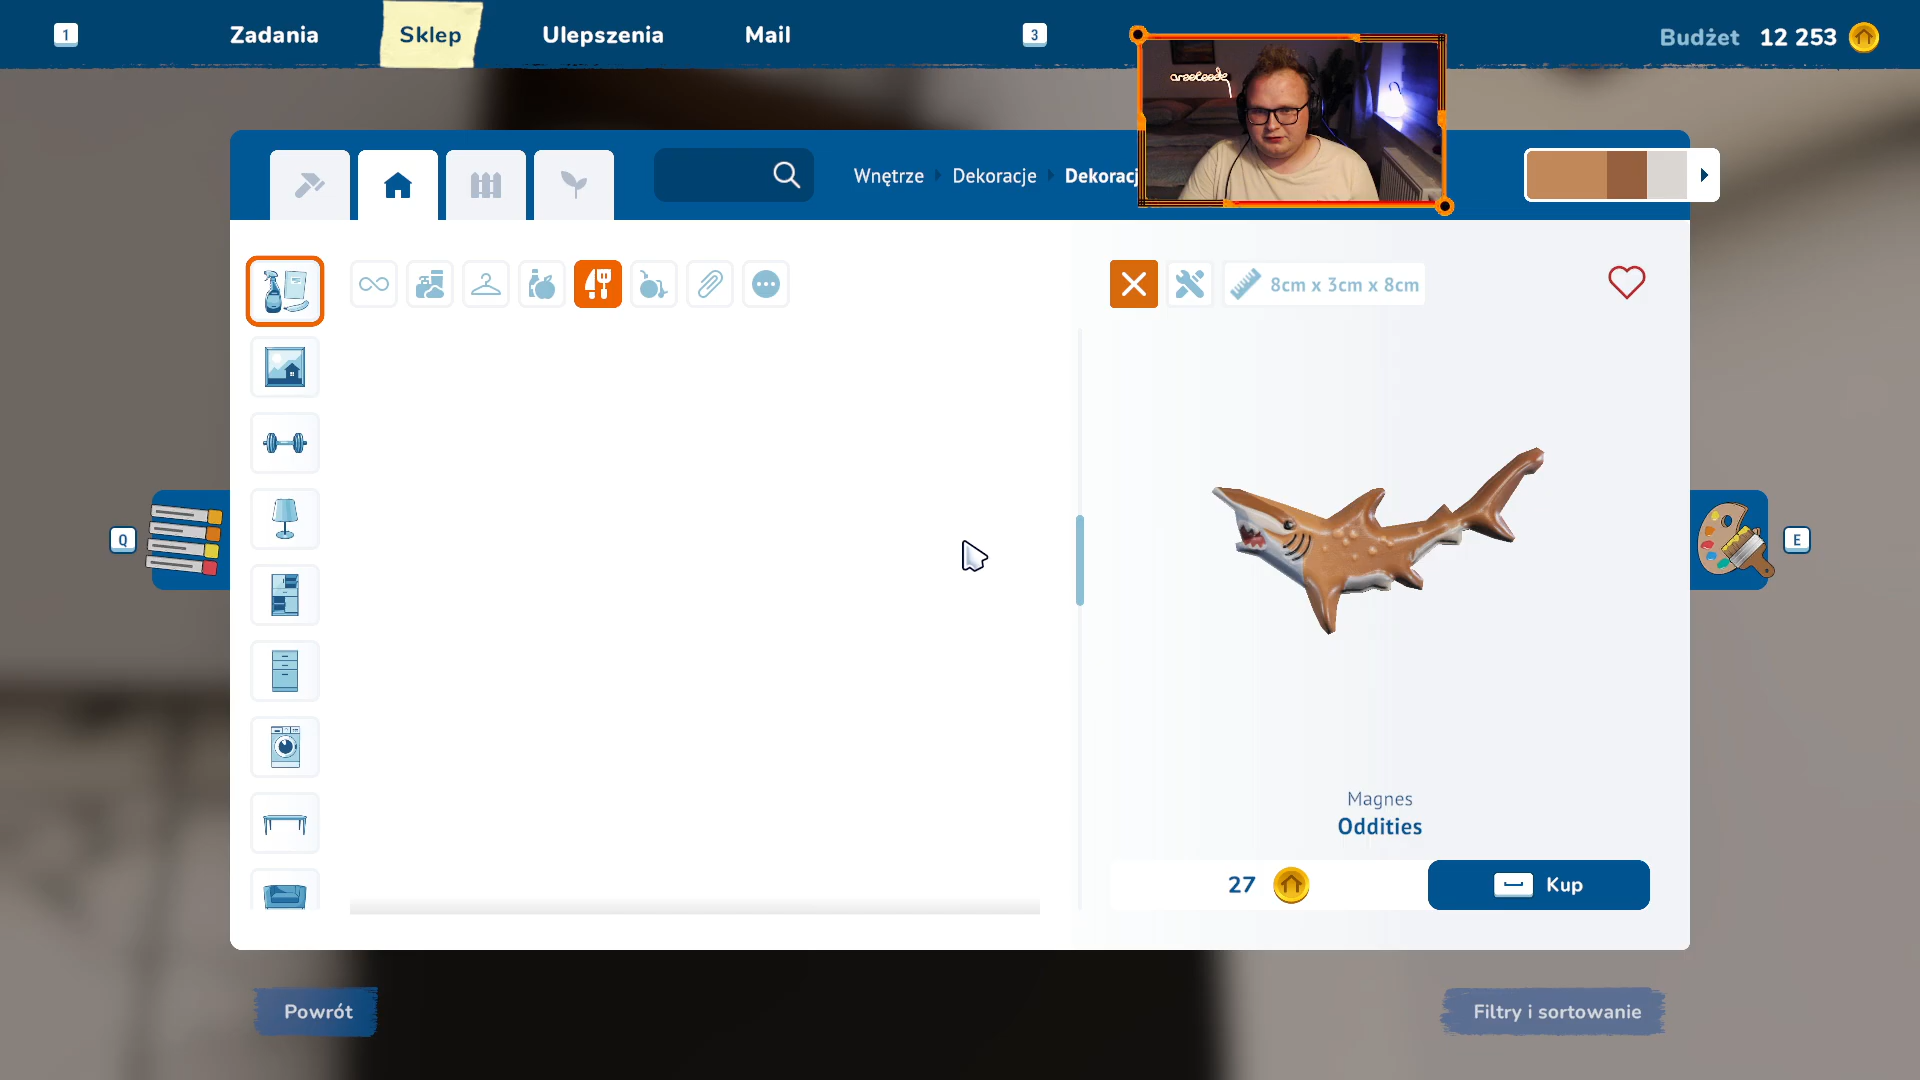 1
Zadania
Sklep
Ulepszenia
Mail
3
Budżet 12 253
Wnętrze
Dekoracje
8cm x 3cm x 8cm
Q
E
Magnes
Oddities
27
Kup
Powrót
Filtry i sortowanie